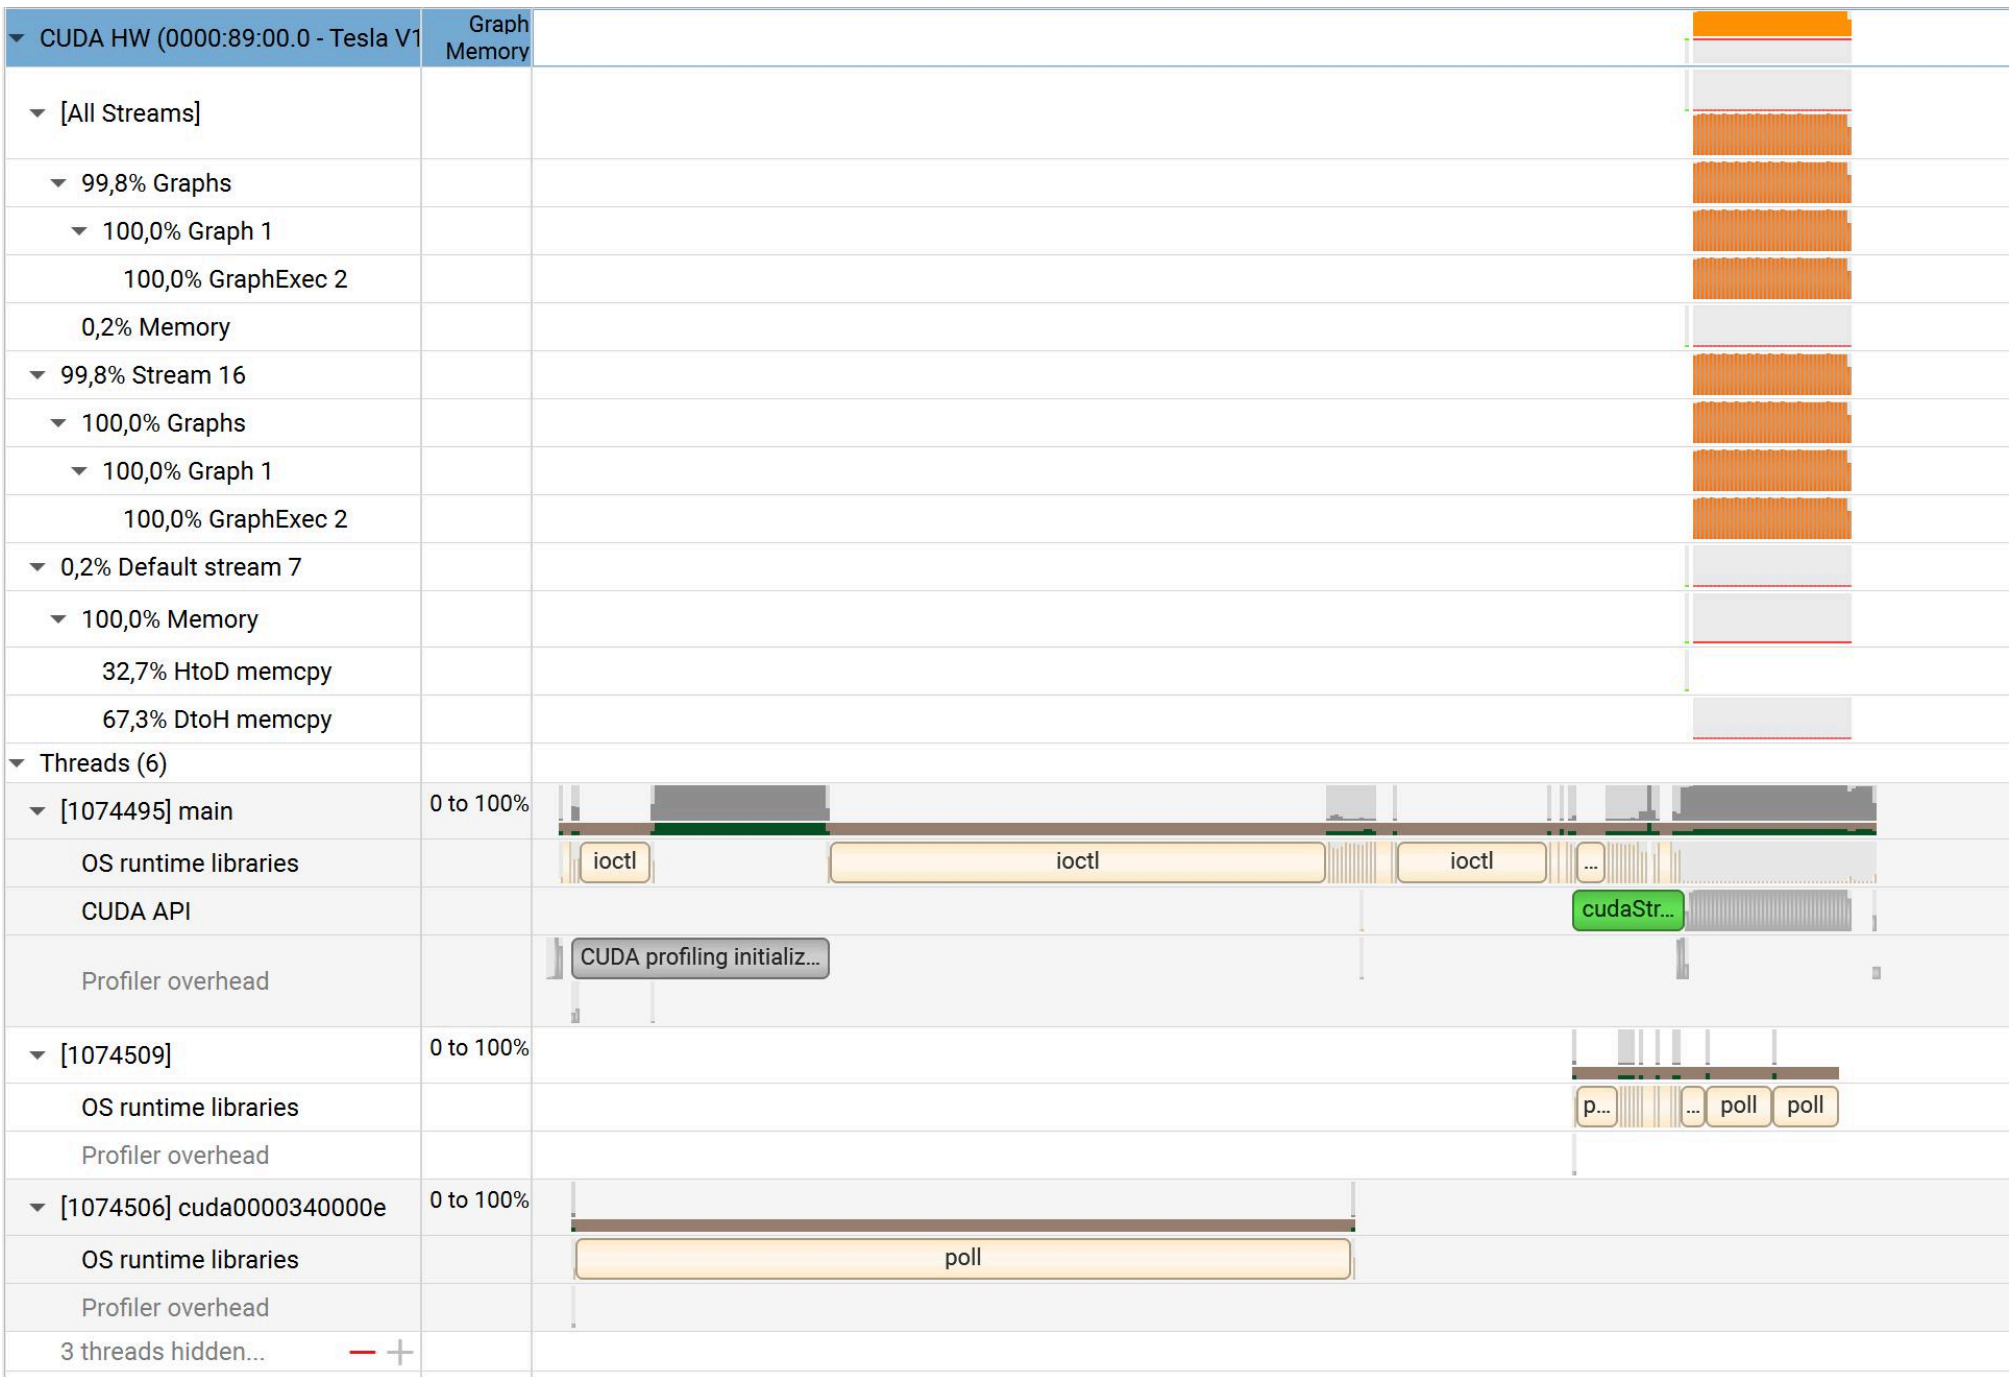 CUDA HW (0000:89:00.0 - Tesla V1
Graph
Memory
[All Streams]
99,8% Graphs
100,0% Graph 1
100,0% GraphExec 2
0,2% Memory
99,8% Stream 16
100,0% Graphs
100,0% Graph 1
100,0% GraphExec 2
0,2% Default stream 7
100,0% Memory
32,7% HtoD memcpy
67,3% DtoH memcpy
Threads (6)
[1074495] main 0 to 100%
OS runtime libraries ioctl ioctl ioctl ...
CUDA API cudaStr...
CUDA profiling initializ...
Profiler overhead
[1074509] 0 to 100%
OS runtime libraries p... ... poll poll
Profiler overhead
[1074506] cuda0000340000e 0 to 100%
OS runtime libraries poll
Profiler overhead
3 threads hidden...